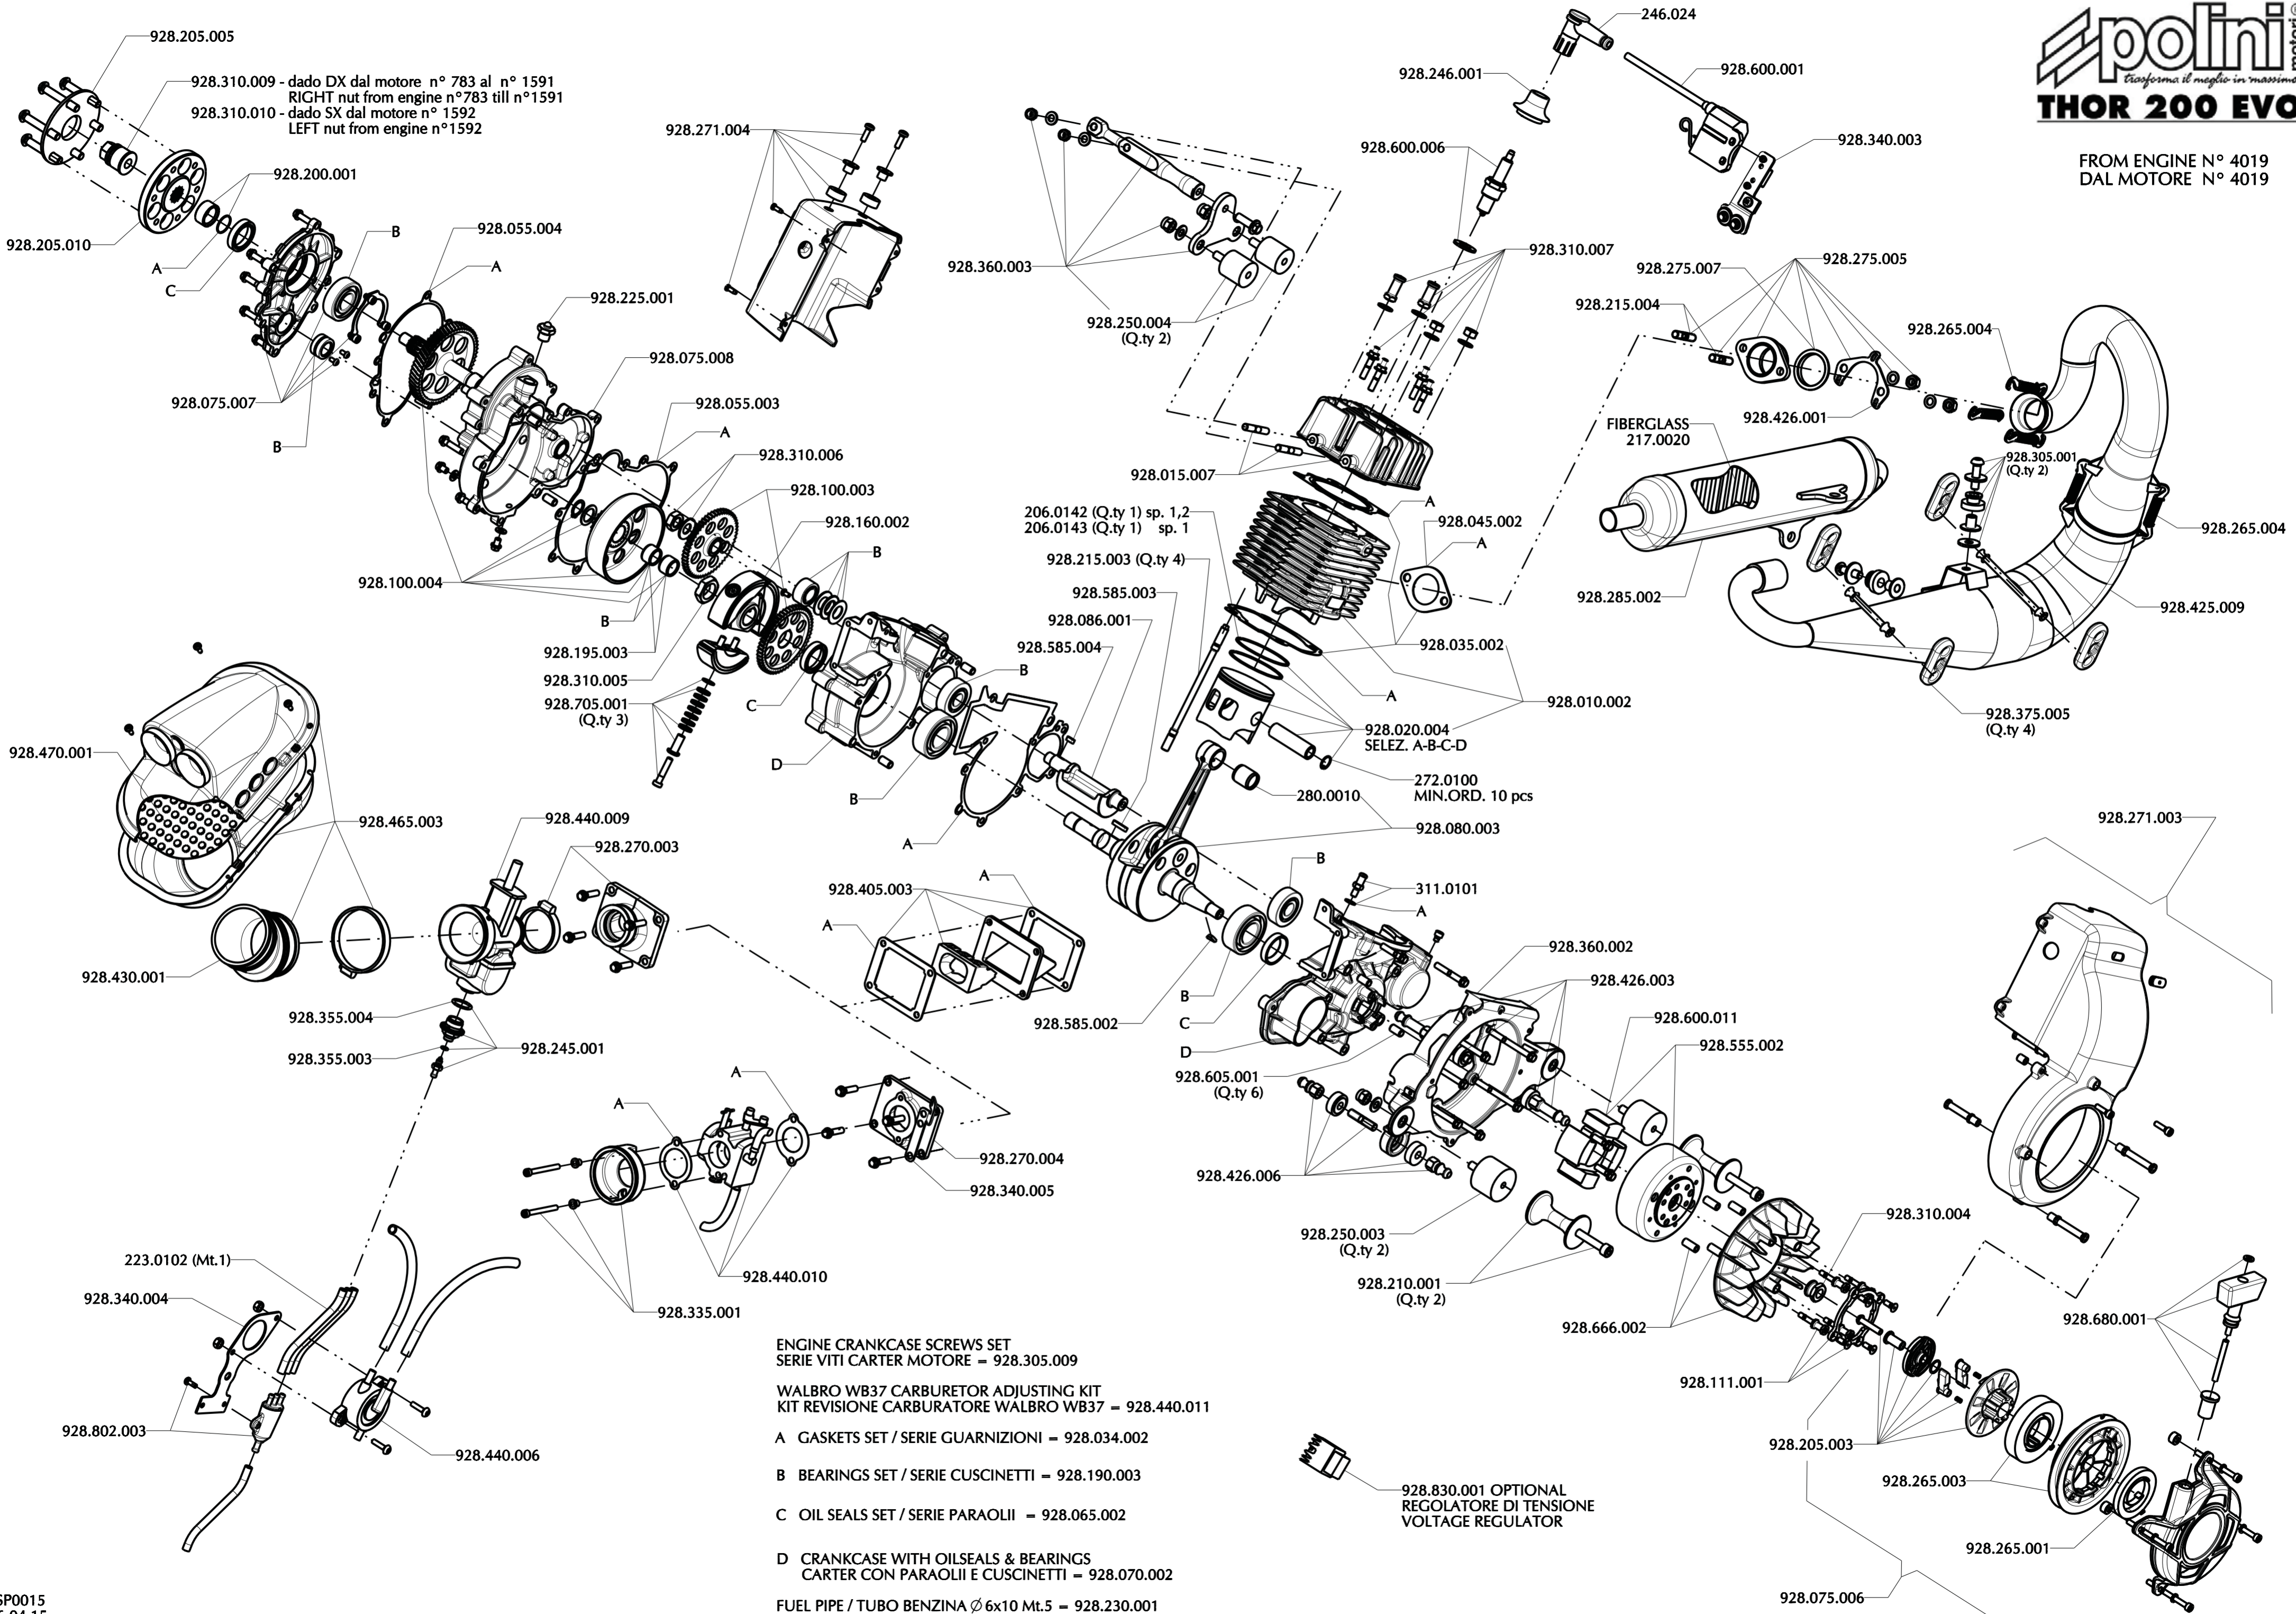 polini motori
trasforma il meglio in massimo
THOR 200 EVO
FROM ENGINE N° 4019
DAL MOTORE N° 4019
928.205.005
928.310.009 - dado DX dal motore n° 783 al n° 1591
RIGHT nut from engine n°783 till n°1591
928.310.010 - dado SX dal motore n° 1592
LEFT nut from engine n°1592
928.200.001
928.205.010
A
C
B
928.055.004
A
928.075.007
B
928.225.001
928.075.008
928.055.003
A
928.310.006
928.100.003
928.160.002
B
928.100.004
B
928.195.003
928.310.005
928.705.001
(Q.ty 3)
C
D
B
B
A
928.271.004
928.360.003
928.250.004
(Q.ty 2)
246.024
928.246.001
928.600.001
928.600.006
928.340.003
928.310.007
928.015.007
A
206.0142 (Q.ty 1) sp. 1,2
206.0143 (Q.ty 1) sp. 1
928.215.003 (Q.ty 4)
928.585.003
928.086.001
928.585.004
928.045.002
A
928.035.002
A
928.010.002
928.020.004
SELEZ. A-B-C-D
272.0100
MIN.ORD. 10 pcs
280.0010
928.080.003
928.275.007
928.275.005
928.215.004
928.265.004
928.426.001
FIBERGLASS
217.0020
928.305.001
(Q.ty 2)
928.265.004
928.285.002
928.425.009
928.375.005
(Q.ty 4)
928.470.001
928.465.003
928.440.009
928.270.003
928.430.001
928.355.004
928.355.003
928.245.001
928.405.003
A
A
A
A
928.270.004
928.340.005
928.440.010
928.335.001
223.0102 (Mt.1)
928.340.004
928.802.003
928.440.006
B
311.0101
A
928.585.002
B
C
D
928.360.002
928.426.003
928.600.011
928.555.002
928.605.001
(Q.ty 6)
928.426.006
928.250.003
(Q.ty 2)
928.210.001
(Q.ty 2)
928.271.003
928.310.004
928.666.002
928.111.001
928.205.003
928.265.003
928.680.001
928.265.001
928.075.006
928.830.001 OPTIONAL
REGOLATORE DI TENSIONE
VOLTAGE REGULATOR
ENGINE CRANKCASE SCREWS SET
SERIE VITI CARTER MOTORE = 928.305.009
WALBRO WB37 CARBURETOR ADJUSTING KIT
KIT REVISIONE CARBURATORE WALBRO WB37 = 928.440.011
A GASKETS SET / SERIE GUARNIZIONI = 928.034.002
B BEARINGS SET / SERIE CUSCINETTI = 928.190.003
C OIL SEALS SET / SERIE PARAOLII = 928.065.002
D CRANKCASE WITH OILSEALS & BEARINGS
CARTER CON PARAOLII E CUSCINETTI = 928.070.002
FUEL PIPE / TUBO BENZINA Ø 6x10 Mt.5 = 928.230.001
SP0015